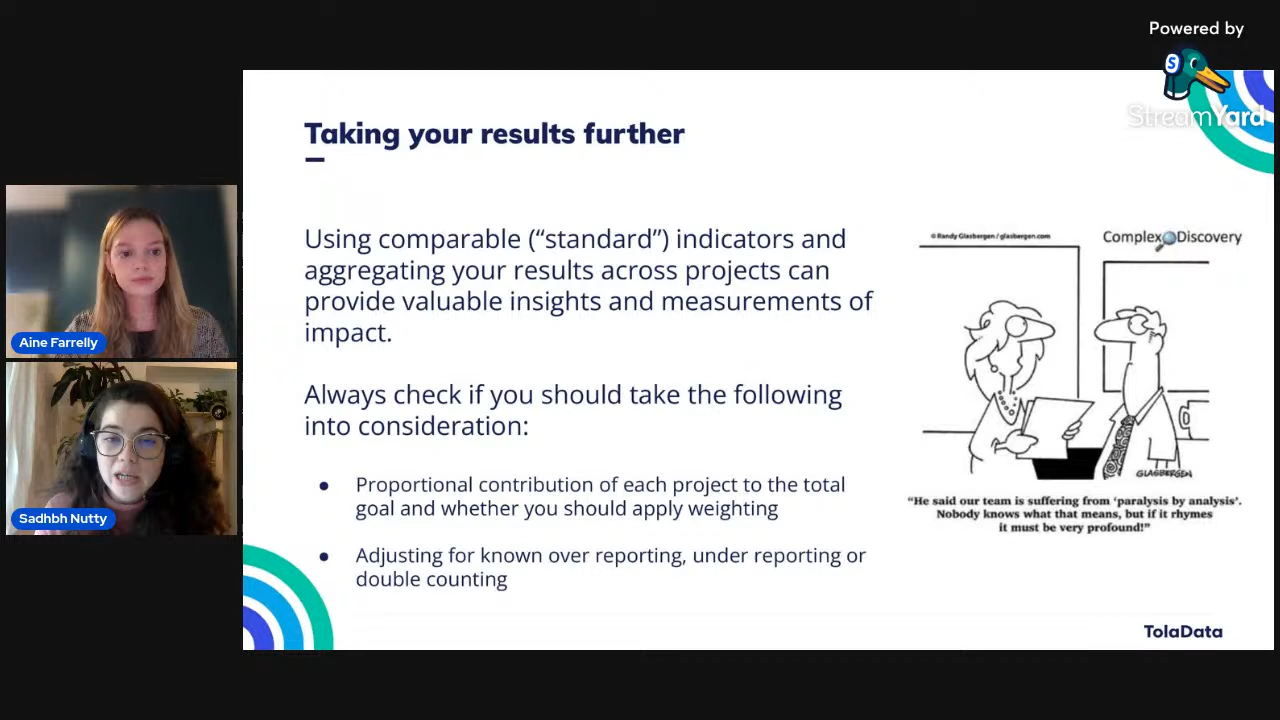 Powered by
S
StreamYard
Taking your results further
Using comparable (“standard”) indicators and
aggregating your results across projects can
provide valuable insights and measurements of
impact.
Always check if you should take the following
into consideration:
● Proportional contribution of each project to the total
goal and whether you should apply weighting
● Adjusting for known over reporting, under reporting or
double counting
© Randy Glasbergen / glasbergen.com
Complex Discovery
GLASBERGEN
“He said our team is suffering from ‘paralysis by analysis’.
Nobody knows what that means, but if it rhymes
it must be very profound!”
TolaData
Aine Farrelly
Sadhbh Nutty